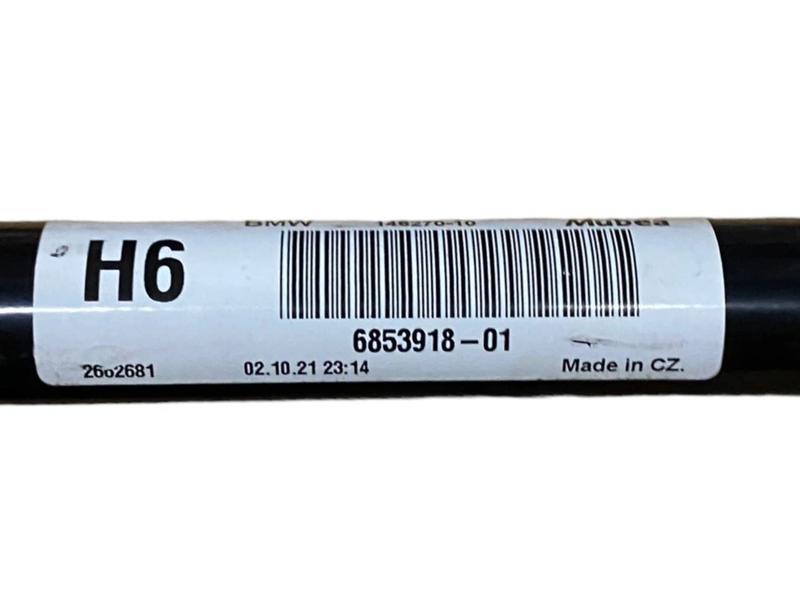 BMW 148270-10 Mubea
H6
6853918-01
26o2681 02.10.21 23:14 Made in CZ.